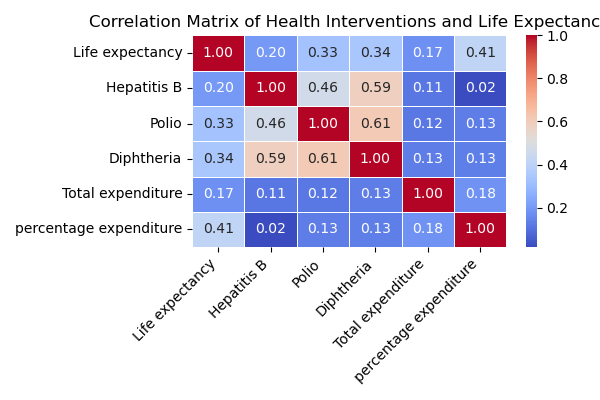 Correlation Matrix of Health Interventions and Life Expectanc
Life expectancy 1.00 0.20 0.33 0.34 0.17 0.41
Hepatitis B 0.20 1.00 0.46 0.59 0.11 0.02
Polio 0.33 0.46 1.00 0.61 0.12 0.13
Diphtheria 0.34 0.59 0.61 1.00 0.13 0.13
Total expenditure 0.17 0.11 0.12 0.13 1.00 0.18
percentage expenditure 0.41 0.02 0.13 0.13 0.18 1.00
Life expectancy
Hepatitis B
Polio
Diphtheria
Total expenditure
percentage expenditure
1.0
0.8
0.6
0.4
0.2